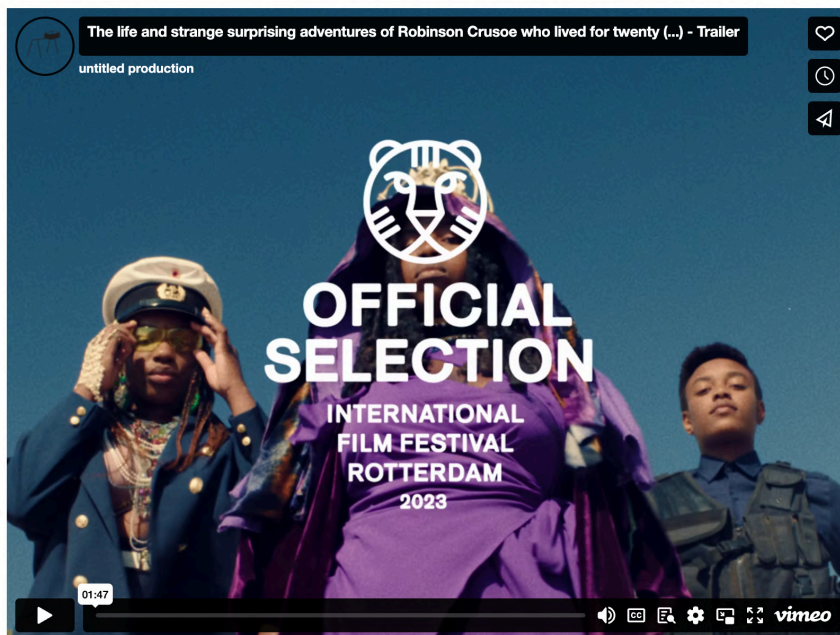 The life and strange surprising adventures of Robinson Crusoe who lived for twenty (...) - Trailer
untitled production
OFFICIAL
SELECTION
INTERNATIONAL
FILM FESTIVAL
ROTTERDAM
2023
01:47
CC
vimeo